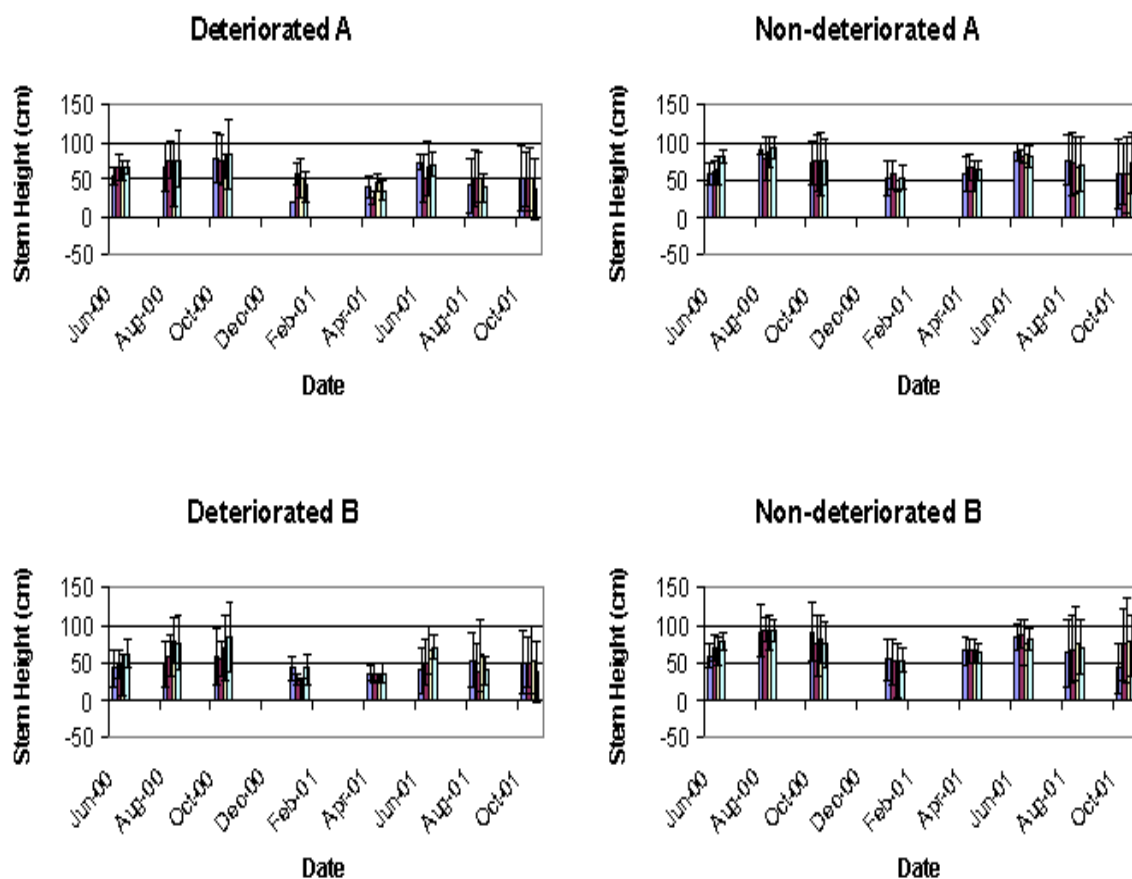 Deteriorated A
Stem Height (cm)
150
100
50
0
-50
Jun-00
Aug-00
Oct-00
Dec-00
Feb-01
Apr-01
Jun-01
Aug-01
Oct-01
Date
Non-deteriorated A
Stem Height (cm)
150
100
50
0
-50
Jun-00
Aug-00
Oct-00
Dec-00
Feb-01
Apr-01
Jun-01
Aug-01
Oct-01
Date
Deteriorated B
Stem Height (cm)
150
100
50
0
-50
Jun-00
Aug-00
Oct-00
Dec-00
Feb-01
Apr-01
Jun-01
Aug-01
Oct-01
Date
Non-deteriorated B
Stem Height (cm)
150
100
50
0
-50
Jun-00
Aug-00
Oct-00
Dec-00
Feb-01
Apr-01
Jun-01
Aug-01
Oct-01
Date